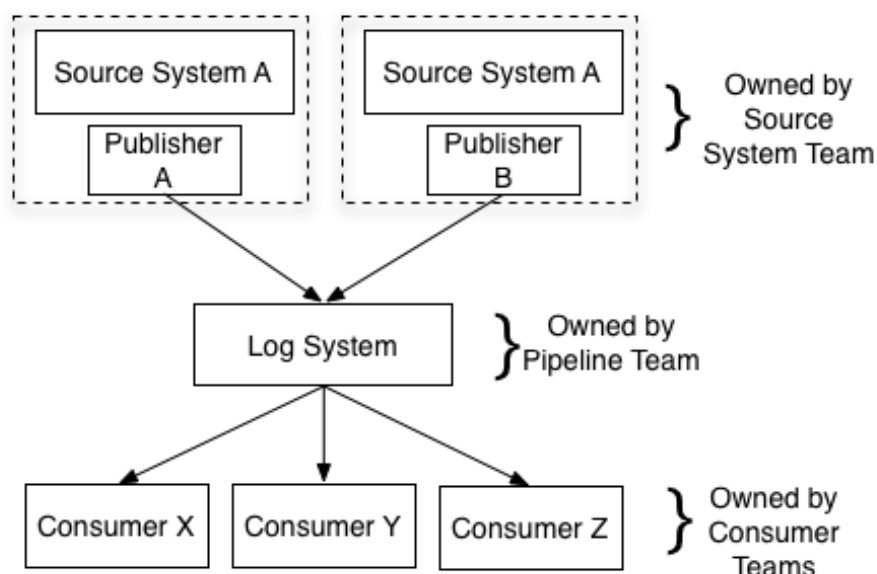 Source System A
Source System A
Owned by
Source
System Team
Publisher
A
Publisher
B
Log System
Owned by
Pipeline Team
Consumer X
Consumer Y
Consumer Z
Owned by
Consumer
Teams